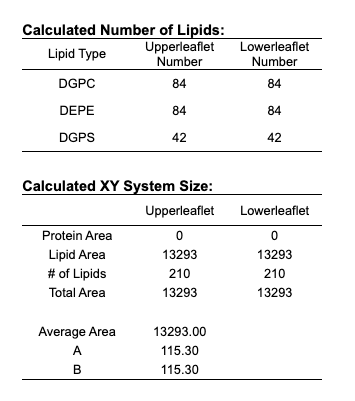 Calculated Number of Lipids:
Lipid Type Upperleaflet Number Lowerleaflet Number
DGPC 84 84
DEPE 84 84
DGPS 42 42
Calculated XY System Size:
Upperleaflet Lowerleaflet
Protein Area 0 0
Lipid Area 13293 13293
# of Lipids 210 210
Total Area 13293 13293
Average Area 13293.00
A 115.30
B 115.30